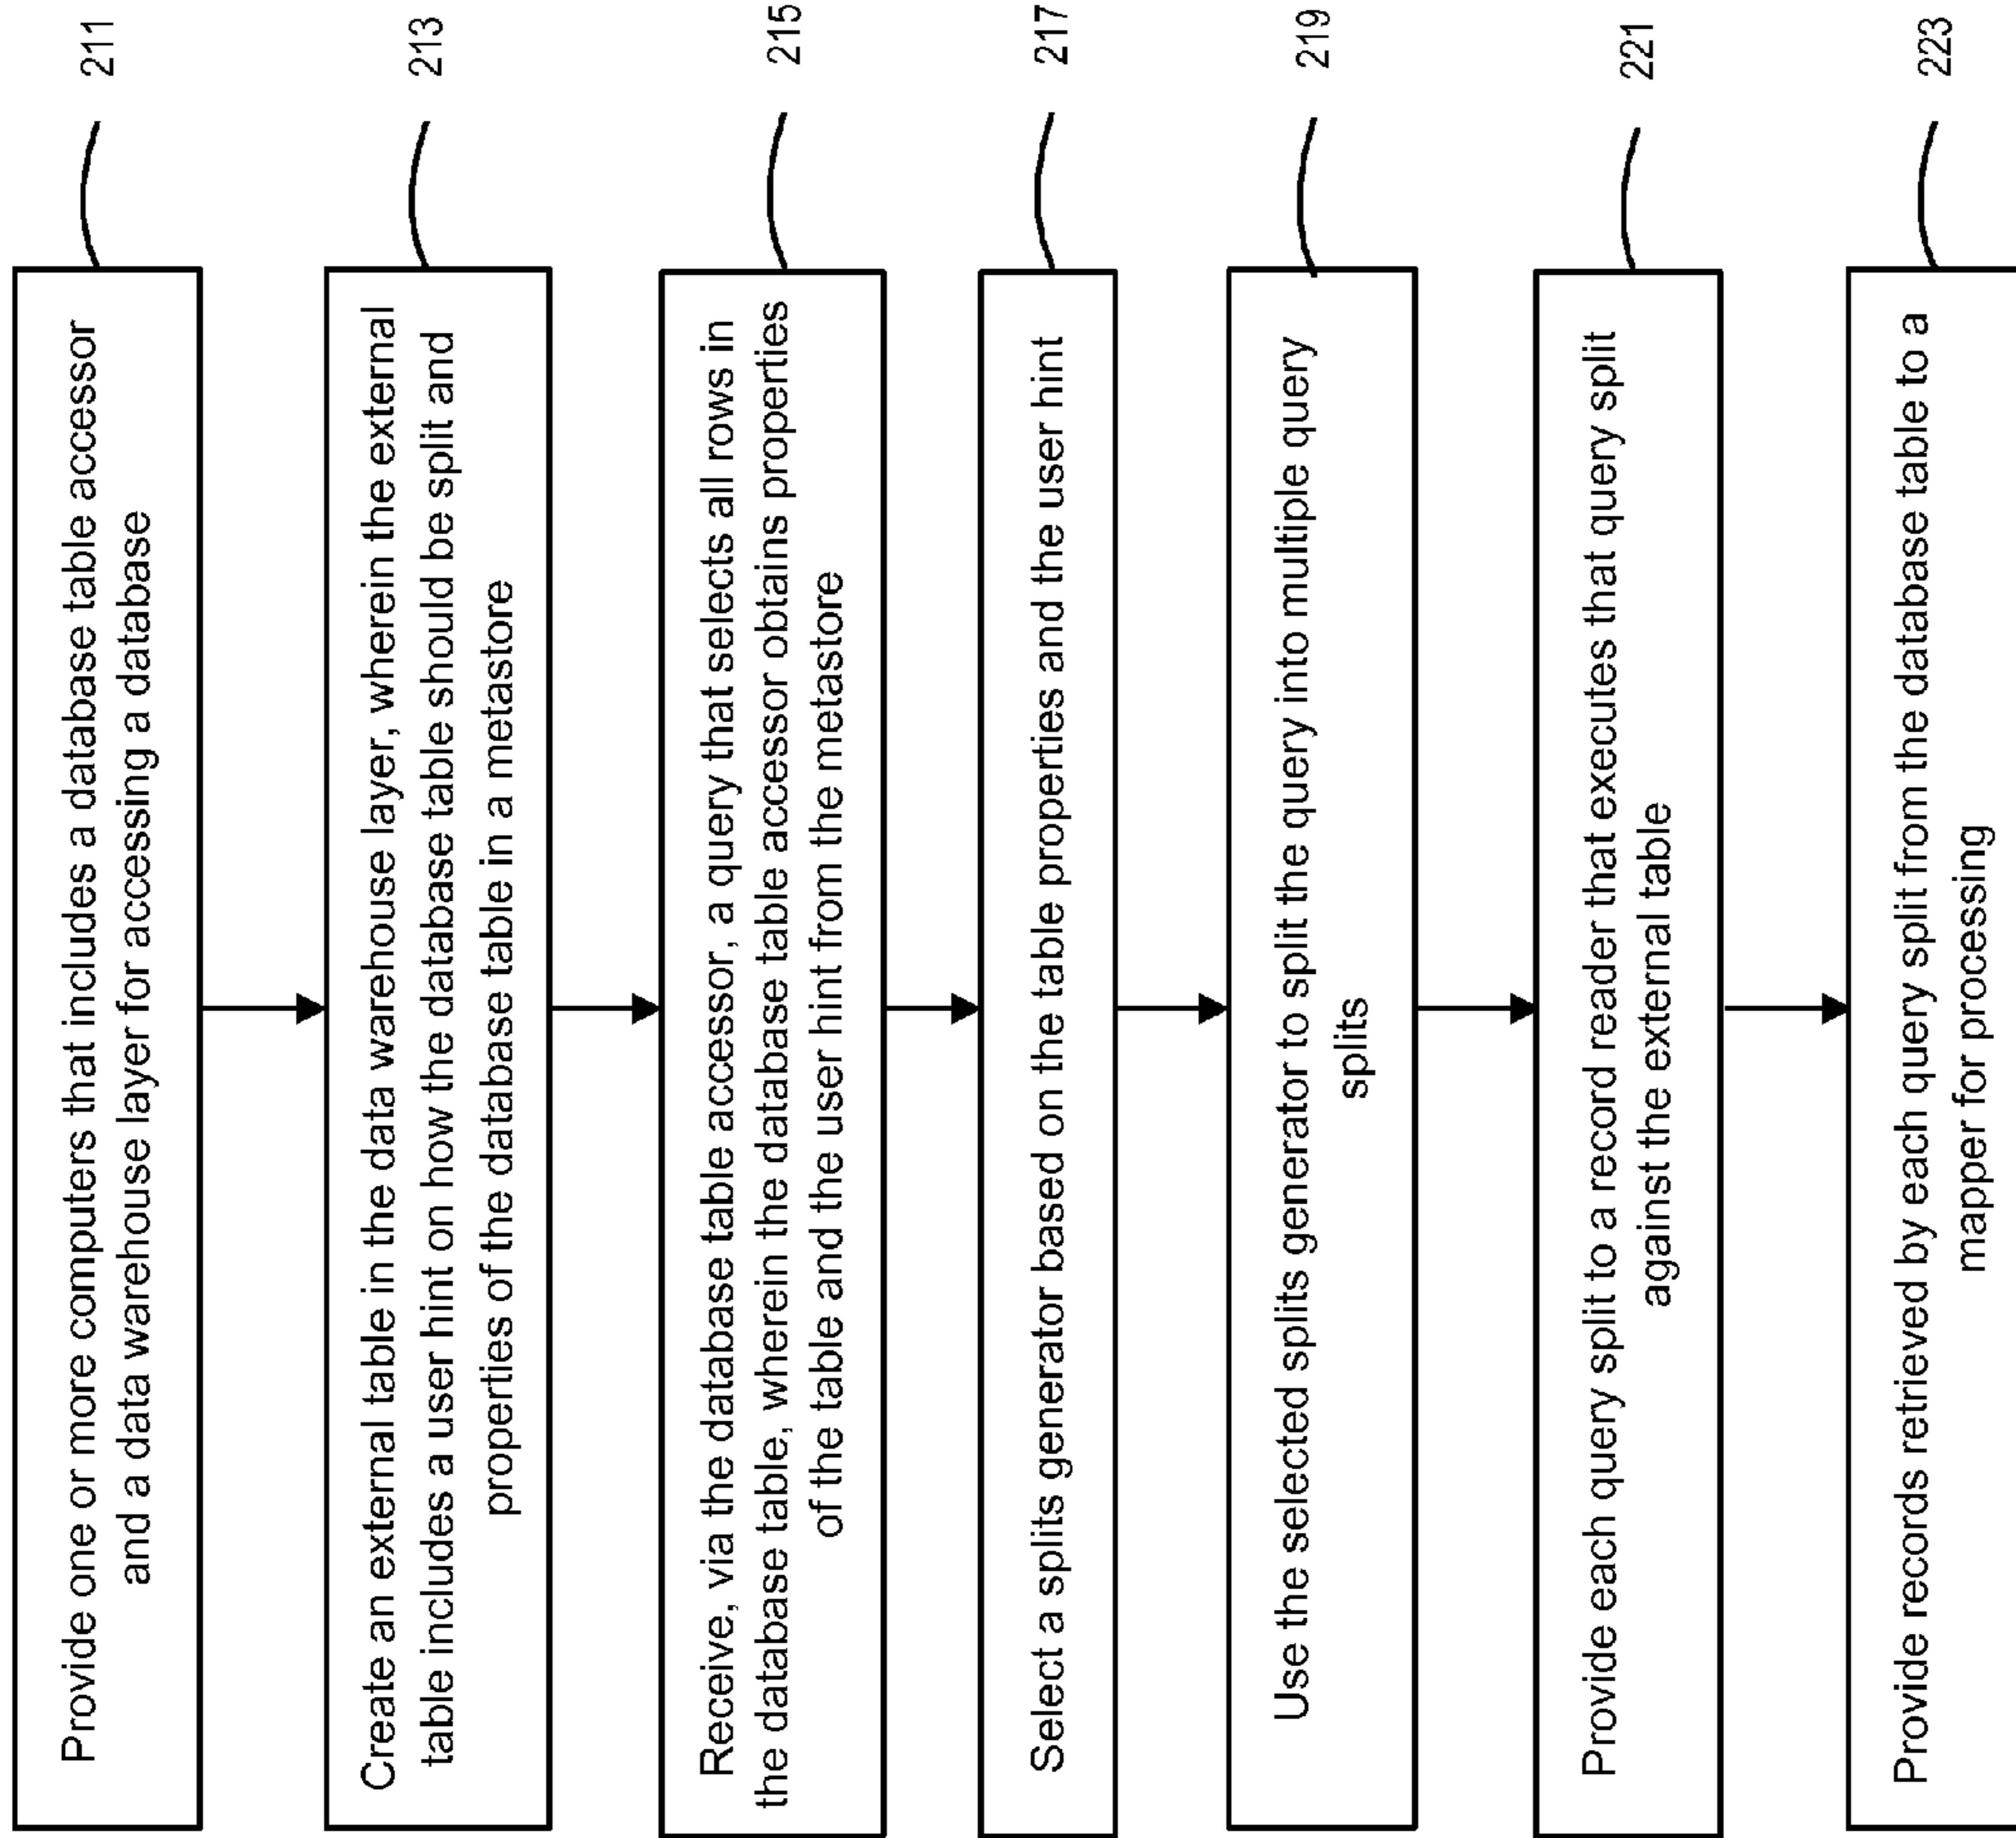 Provide one or more computers that includes a database table accessor
and a data warehouse layer for accessing a database
211
Create an external table in the data warehouse layer, wherein the external
table includes a user hint on how the database table should be split and
properties of the database table in a metastore
213
Receive, via the database table accessor, a query that selects all rows in
the database table, wherein the database table accessor obtains properties
of the table and the user hint from the metastore
215
Select a splits generator based on the table properties and the user hint
217
Use the selected splits generator to split the query into multiple query
splits
219
Provide each query split to a record reader that executes that query split
against the external table
221
Provide records retrieved by each query split from the database table to a
mapper for processing
223